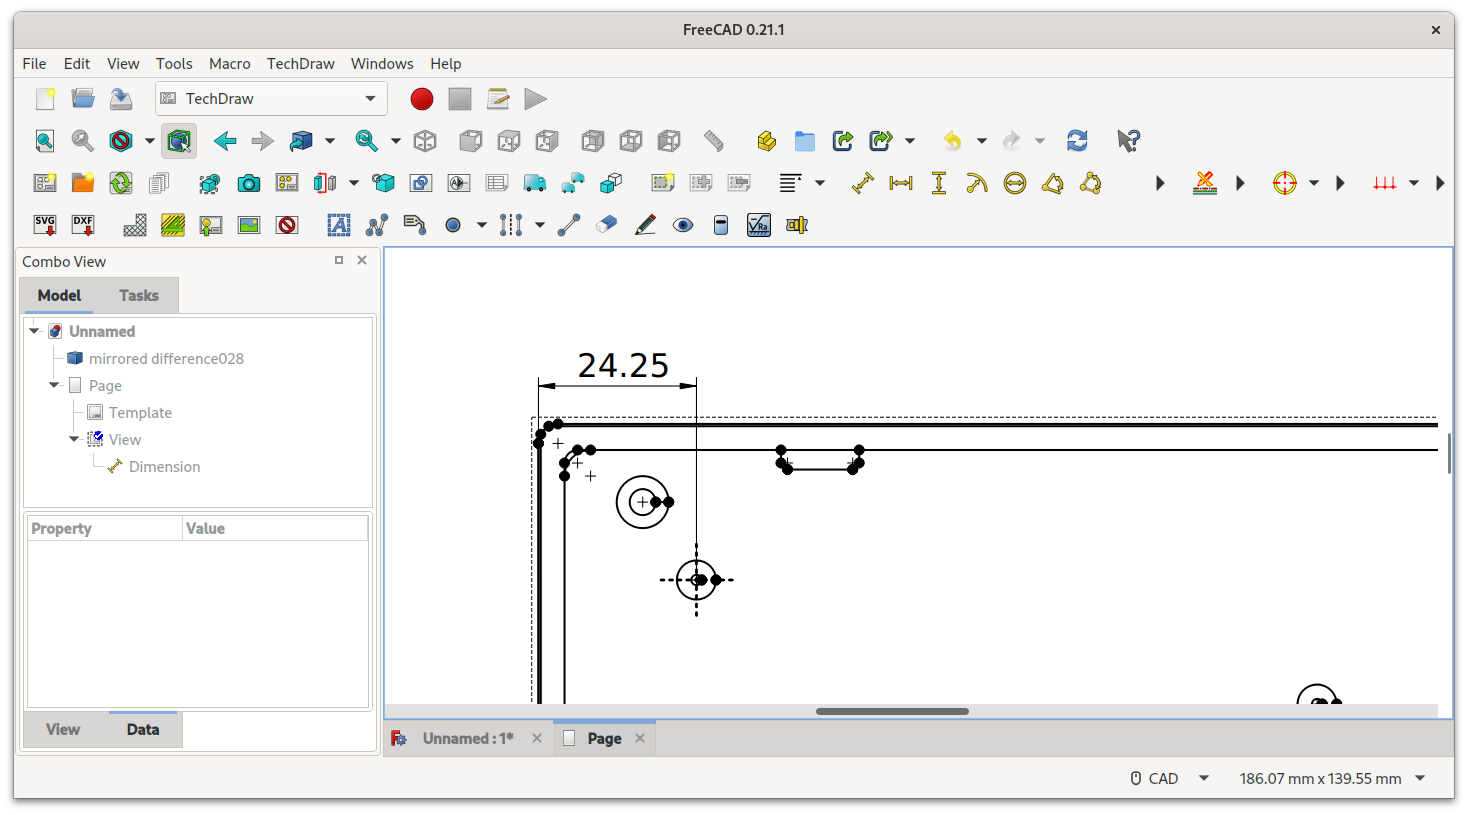 FreeCAD 0.21.1
File Edit View Tools Macro TechDraw Windows Help
TechDraw
SVG DXF A Ra
Combo View
Model Tasks
Unnamed
mirrored difference028
Page
Template
View
Dimension
Property Value
View Data
24.25
Unnamed : 1* Page
CAD 186.07 mm x 139.55 mm